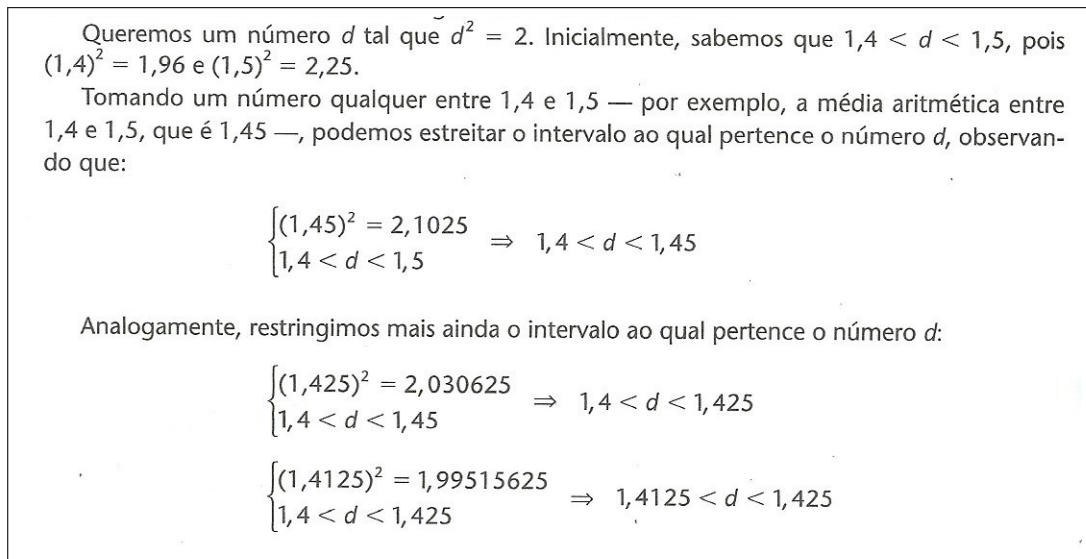 Queremos um número d tal que d² = 2. Inicialmente, sabemos que 1,4 < d < 1,5, pois
(1,4)² = 1,96 e (1,5)² = 2,25.
Tomando um número qualquer entre 1,4 e 1,5 — por exemplo, a média aritmética entre
1,4 e 1,5, que é 1,45 —, podemos estreitar o intervalo ao qual pertence o número d, observan-
do que:
(1,45)² = 2,1025
1,4 < d < 1,5 ⇒ 1,4 < d < 1,45
Analogamente, restringimos mais ainda o intervalo ao qual pertence o número d:
(1,425)² = 2,030625
1,4 < d < 1,45 ⇒ 1,4 < d < 1,425
(1,4125)² = 1,99515625
1,4 < d < 1,425 ⇒ 1,4125 < d < 1,425